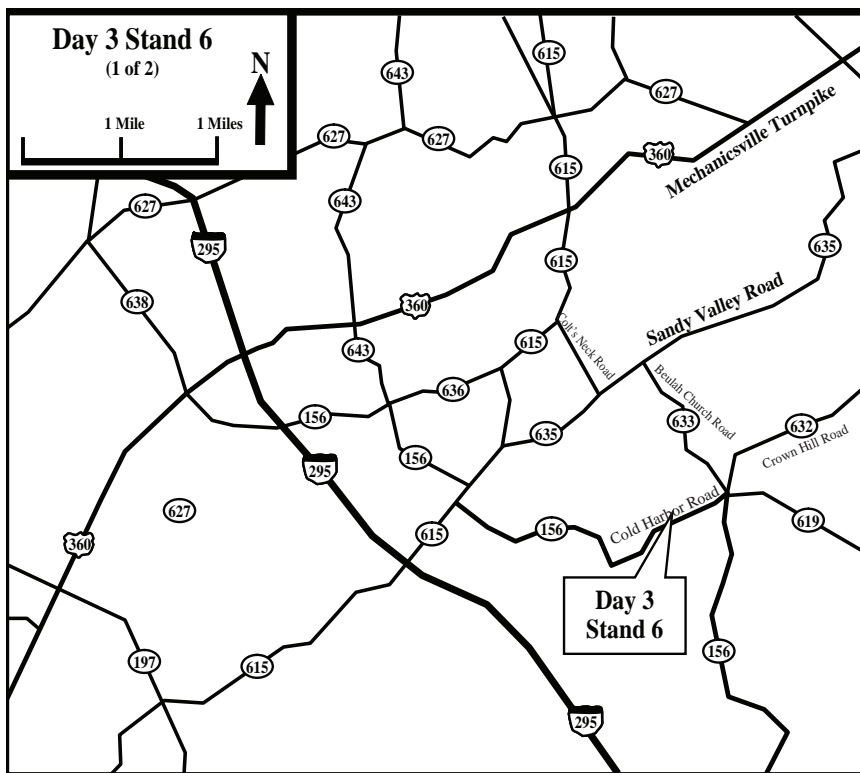 Day 3 Stand 6
(1 of 2)
N
1 Mile
1 Miles
643
615
627
627
627
360
Mechanicsville Turnpike
615
643
627
295
635
615
638
360
Sandy Valley Road
643
615
Colt's Neck Road
636
Beulah Church Road
156
635
633
632
Crown Hill Road
295
156
627
Cold Harbor Road
360
615
156
619
Day 3
Stand 6
197
615
156
295